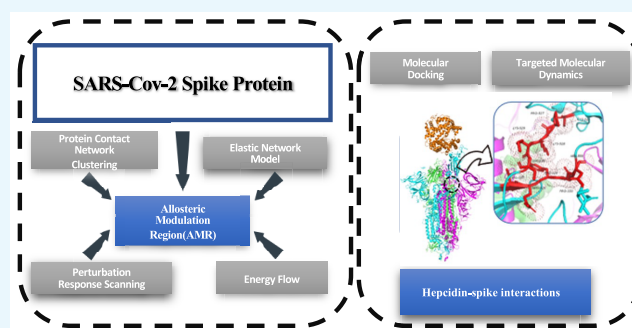 SARS-Cov-2 Spike Protein
Protein Contact
Network
Clustering
Elastic Network
Model
Allosteric
Modulation
Region(AMR)
Perturbation
Response Scanning
Energy Flow
Molecular
Docking
Targeted Molecular
Dynamics
Hepcidin-spike interactions